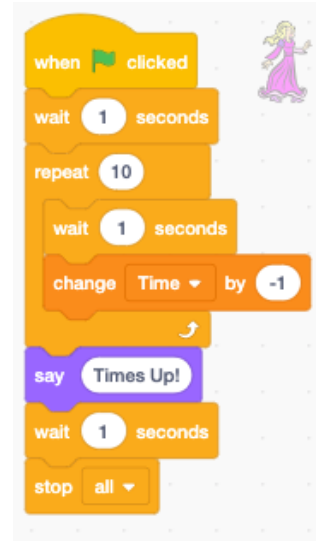 when clicked
wait 1 seconds
repeat 10
wait 1 seconds
change Time by -1
say Times Up!
wait 1 seconds
stop all